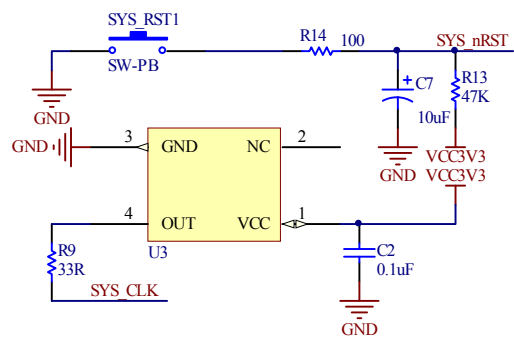 SYS_RST1
SW-PB
GND
R14 100
SYS_nRST
C7
10uF
GND
R13
47K
VCC3V3
VCC3V3
GND
3 GND
NC 2
4 OUT
VCC 1
U3
R9
33R
SYS_CLK
C2
0.1uF
GND